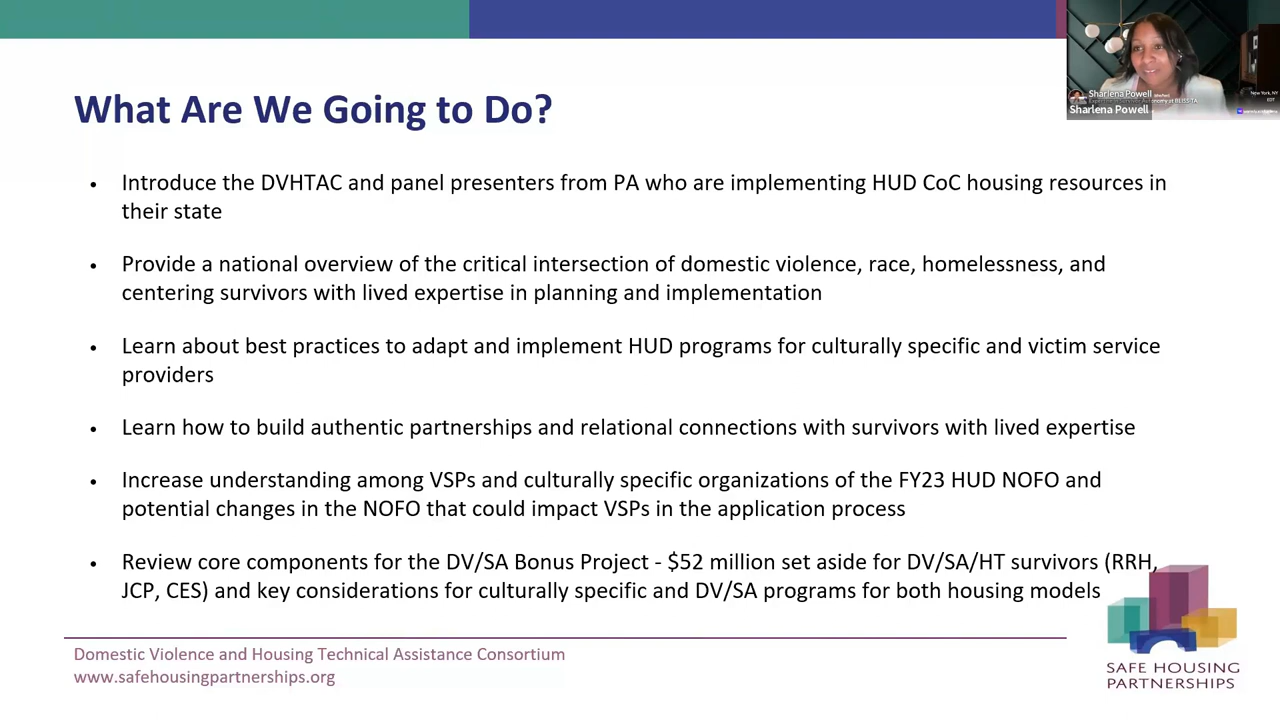 What Are We Going to Do?
• Introduce the DVHTAC and panel presenters from PA who are implementing HUD CoC housing resources in
their state
• Provide a national overview of the critical intersection of domestic violence, race, homelessness, and
centering survivors with lived expertise in planning and implementation
• Learn about best practices to adapt and implement HUD programs for culturally specific and victim service
providers
• Learn how to build authentic partnerships and relational connections with survivors with lived expertise
• Increase understanding among VSPs and culturally specific organizations of the FY23 HUD NOFO and
potential changes in the NOFO that could impact VSPs in the application process
• Review core components for the DV/SA Bonus Project - $52 million set aside for DV/SA/HT survivors (RRH,
JCP, CES) and key considerations for culturally specific and DV/SA programs for both housing models
Domestic Violence and Housing Technical Assistance Consortium
www.safehousingpartnerships.org
SAFE HOUSING
PARTNERSHIPS
Sharlena Powell
Sharlena Powell
New York, NY
EDT